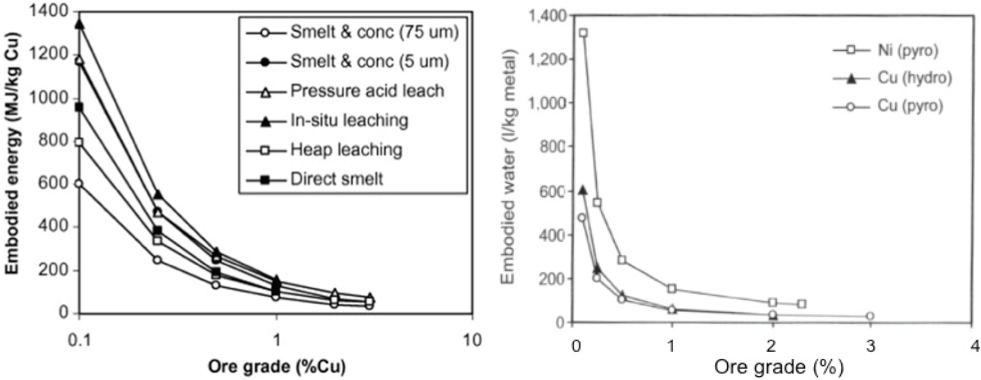 1400
1200
1000
800
600
400
200
0
0.1
1
10
Embodied energy (MJ/kg Cu)
Ore grade (%Cu)
Smelt & conc (75 um)
Smelt & conc (5 um)
Pressure acid leach
In-situ leaching
Heap leaching
Direct smelt
1,400
1,200
1,000
800
600
400
200
0
0
1
2
3
4
Embodied water (l/kg metal)
Ore grade (%)
Ni (pyro)
Cu (hydro)
Cu (pyro)